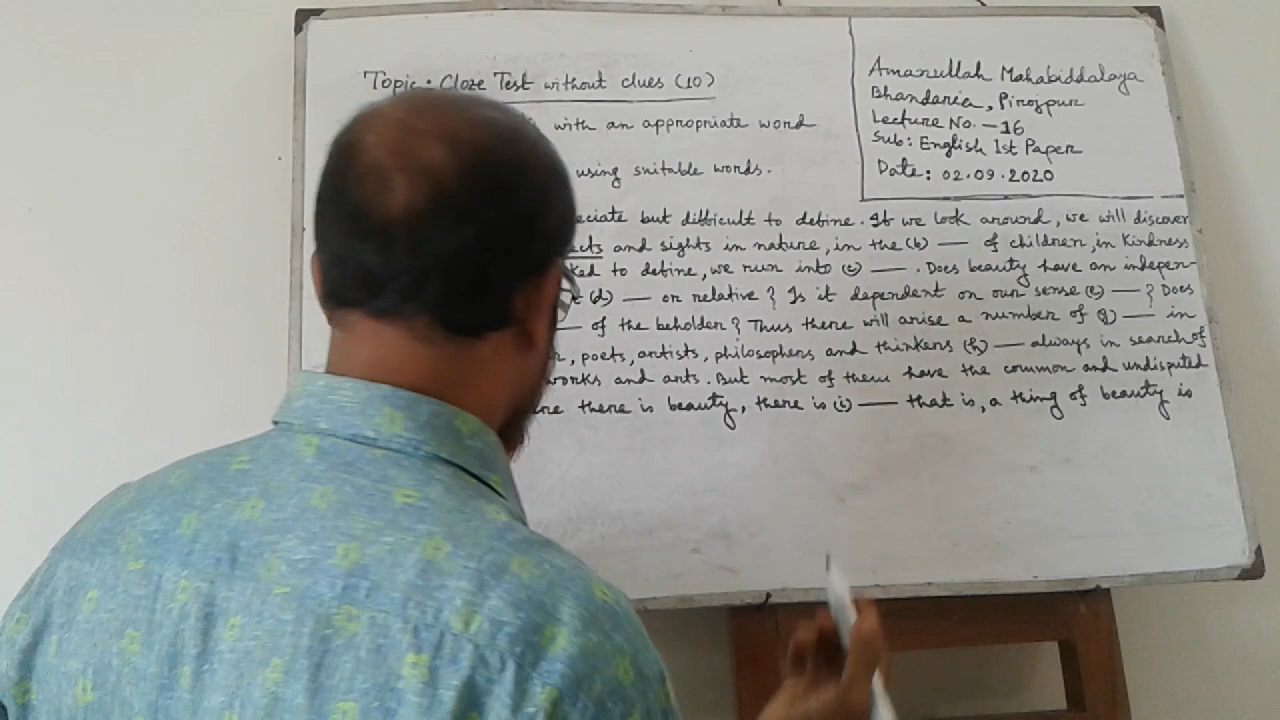 Topic: Cloze Test without clues (10)
with an appropriate word
using suitable words.
Amanullah Mahabiddalaya
Bhandaria, Pirojpur
Lecture No. - 16
Sub: English 1st Paper
Date: 02.09.2020
eciate but difficult to define. If we look around, we will discover
ects and sights in nature, in the (b) — of children, in kindness
ked to define, we run into (c) — . Does beauty have an indepen-
(d) — or relative? Is it dependent on our sense (e) — ? Does
— of the beholder? Thus there will arise a number of (g) — in
poets, artists, philosophers and thinkers (h) — always in search of
works and arts. But most of them have the common and undisputed
re there is beauty, there is (i) — that is, a thing of beauty is